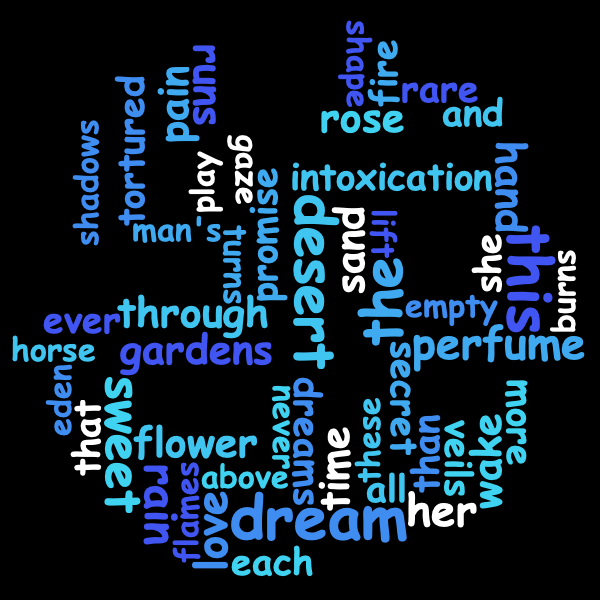 shape
fire
rare
rose
and
runs
pain
tortured
shadows
play
gaze
man's
turns
promise
intoxication
desert
sand
lift
the
hand
she
this
burns
ever
through
horse
gardens
empty
perfume
eden
that
sweet
flower
never
dreams
secret
these
than
veils
wake
more
rain
flames
above
love
time
all
dream
her
each